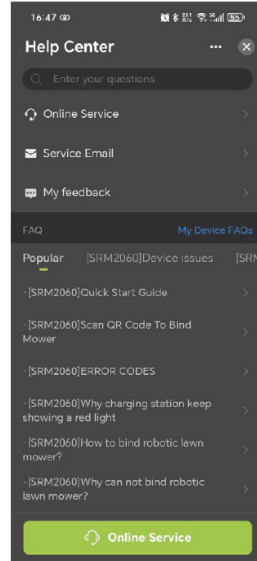 16:47
Help Center
Enter your questions
Online Service
Service Email
My feedback
FAQ
My Device FAQs
Popular
[SRM2060]Device issues
[SRM
·[SRM2060]Quick Start Guide
·[SRM2060]Scan QR Code To Bind
Mower
·[SRM2060]ERROR CODES
·[SRM2060]Why charging station keep
showing a red light
·[SRM2060]How to bind robotic lawn
mower?
·[SRM2060]Why can not bind robotic
lawn mower?
Online Service